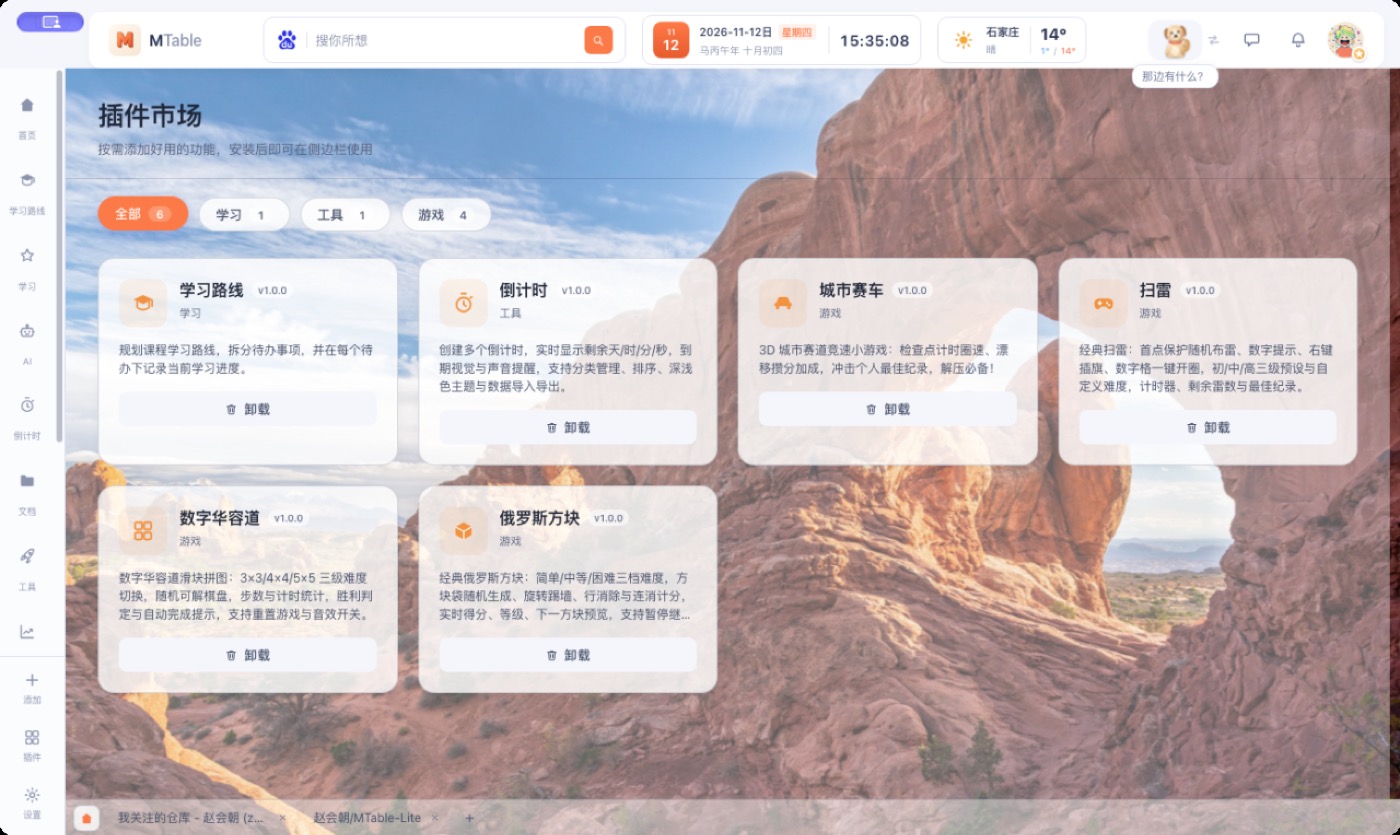 MTable
搜你所想
11
12
2026-11-12日 星期四
马丙午年 十月初四
15:35:08
石家庄
晴
14°
1° / 14°
那边有什么?
首页
学习路线
学习
AI
倒计时
文档
工具
添加
插件
设置
插件市场
按需添加好用的功能，安装后即可在侧边栏使用
全部 6
学习 1
工具 1
游戏 4
学习路线 v1.0.0
学习
规划课程学习路线，拆分待办事项，并在每个待
办下记录当前学习进度。
卸载
倒计时 v1.0.0
工具
创建多个倒计时，实时显示剩余天/时/分/秒，到
期视觉与声音提醒，支持分类管理、排序、深浅
色主题与数据导入导出。
卸载
城市赛车 v1.0.0
游戏
3D 城市赛道竞速小游戏：检查点计时圈速、漂
移攒分加成，冲击个人最佳纪录，解压必备！
卸载
扫雷 v1.0.0
游戏
经典扫雷：首点保护随机布雷、数字提示、右键
插旗、数字格一键开圈，初/中/高三级预设与自
定义难度，计时器、剩余雷数与最佳纪录。
卸载
数字华容道 v1.0.0
游戏
数字华容道滑块拼图：3×3/4×4/5×5 三级难度
切换，随机可解棋盘，步数与计时统计，胜利判
定与自动完成提示，支持重置游戏与音效开关。
卸载
俄罗斯方块 v1.0.0
游戏
经典俄罗斯方块：简单/中等/困难三档难度，方
块袋随机生成、旋转踢墙、行消除与连消计分，
实时得分、等级、下一方块预览，支持暂停继...
卸载
我关注的仓库 - 赵会朝 (z...
赵会朝/MTable-Lite